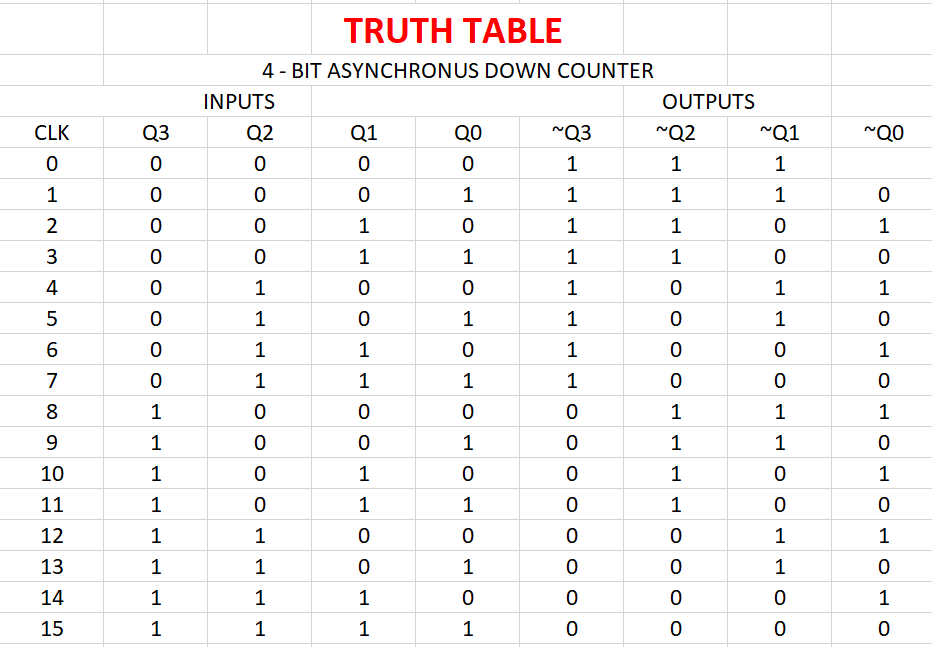 TRUTH TABLE
4 - BIT ASYNCHRONUS DOWN COUNTER
INPUTS OUTPUTS
CLK Q3 Q2 Q1 Q0 ~Q3 ~Q2 ~Q1 ~Q0
0 0 0 0 0 1 1 1
1 0 0 0 1 1 1 1 0
2 0 0 1 0 1 1 0 1
3 0 0 1 1 1 1 0 0
4 0 1 0 0 1 0 1 1
5 0 1 0 1 1 0 1 0
6 0 1 1 0 1 0 0 1
7 0 1 1 1 1 0 0 0
8 1 0 0 0 0 1 1 1
9 1 0 0 1 0 1 1 0
10 1 0 1 0 0 1 0 1
11 1 0 1 1 0 1 0 0
12 1 1 0 0 0 0 1 1
13 1 1 0 1 0 0 1 0
14 1 1 1 0 0 0 0 1
15 1 1 1 1 0 0 0 0